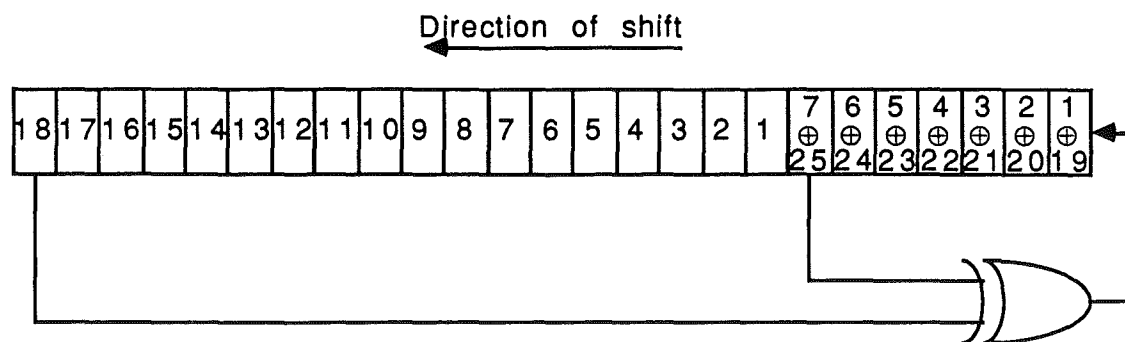 Direction of shift
18 17 16 15 14 13 12 11 10 9 8 7 6 5 4 3 2 1 7 ⊕ 25 6 ⊕ 24 5 ⊕ 23 4 ⊕ 22 3 ⊕ 21 2 ⊕ 20 1 ⊕ 19